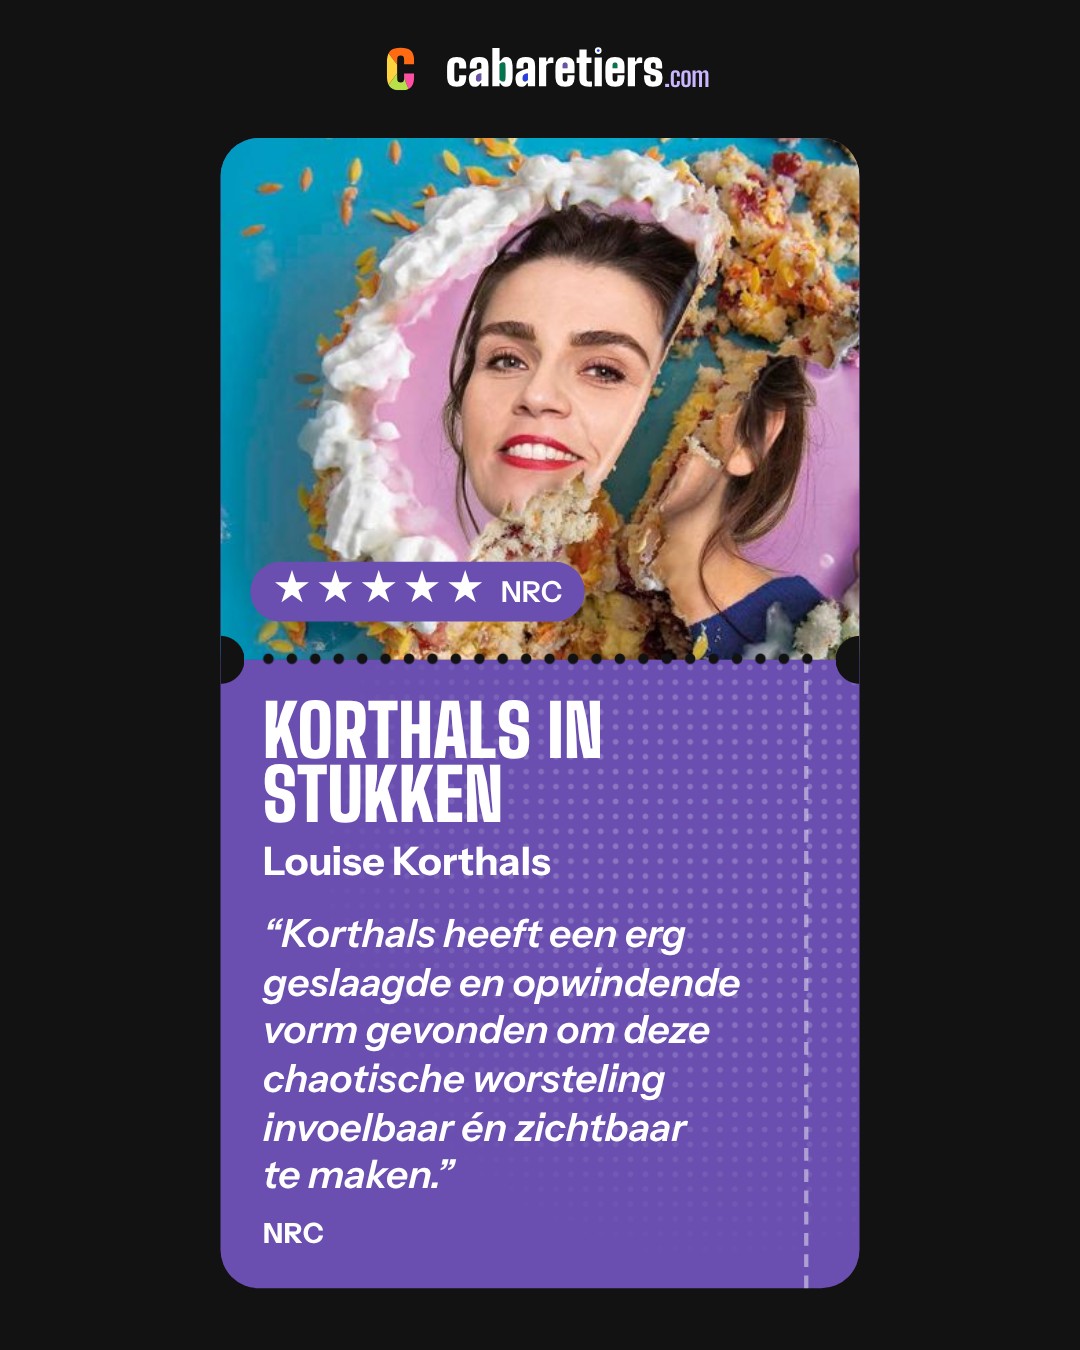 C cabaretiers.com
★★★★★ NRC
KORTHALS IN
STUKKEN
Louise Korthals
“Korthals heeft een erg
geslaagde en opwindende
vorm gevonden om deze
chaotische worsteling
invoelbaar én zichtbaar
te maken.”
NRC